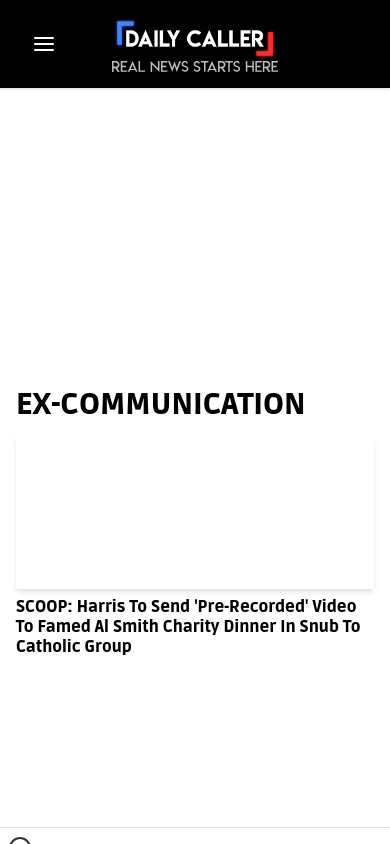 DAILY CALLER
REAL NEWS STARTS HERE
EX-COMMUNICATION
SCOOP: Harris To Send 'Pre-Recorded' Video
To Famed Al Smith Charity Dinner In Snub To
Catholic Group